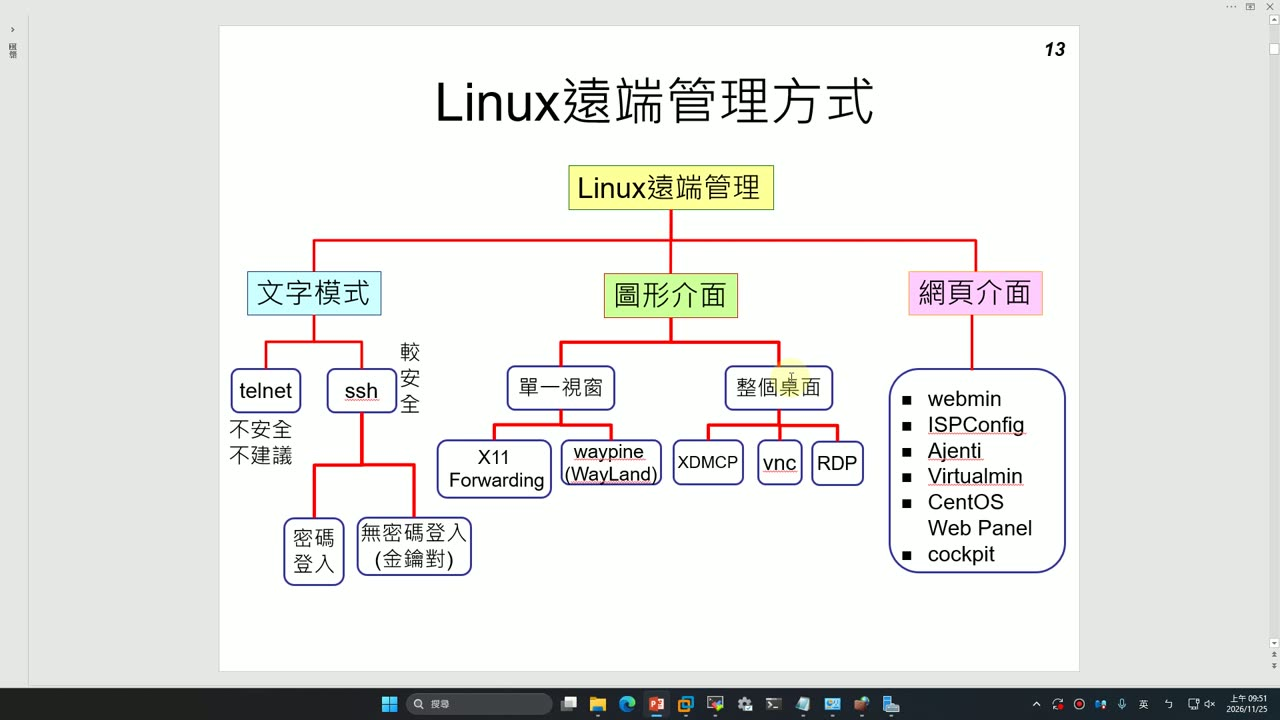 13
Linux遠端管理方式
Linux遠端管理
文字模式
圖形介面
網頁介面
telnet
不安全
不建議
ssh
較
安
全
密碼
登入
無密碼登入
(金鑰對)
單一視窗
整個桌面
X11
Forwarding
waypine
(WayLand)
XDMCP
vnc
RDP
■ webmin
■ ISPConfig
■ Ajenti
■ Virtualmin
■ CentOS
Web Panel
■ cockpit
搜尋
英
上午 09:51
2026/11/25